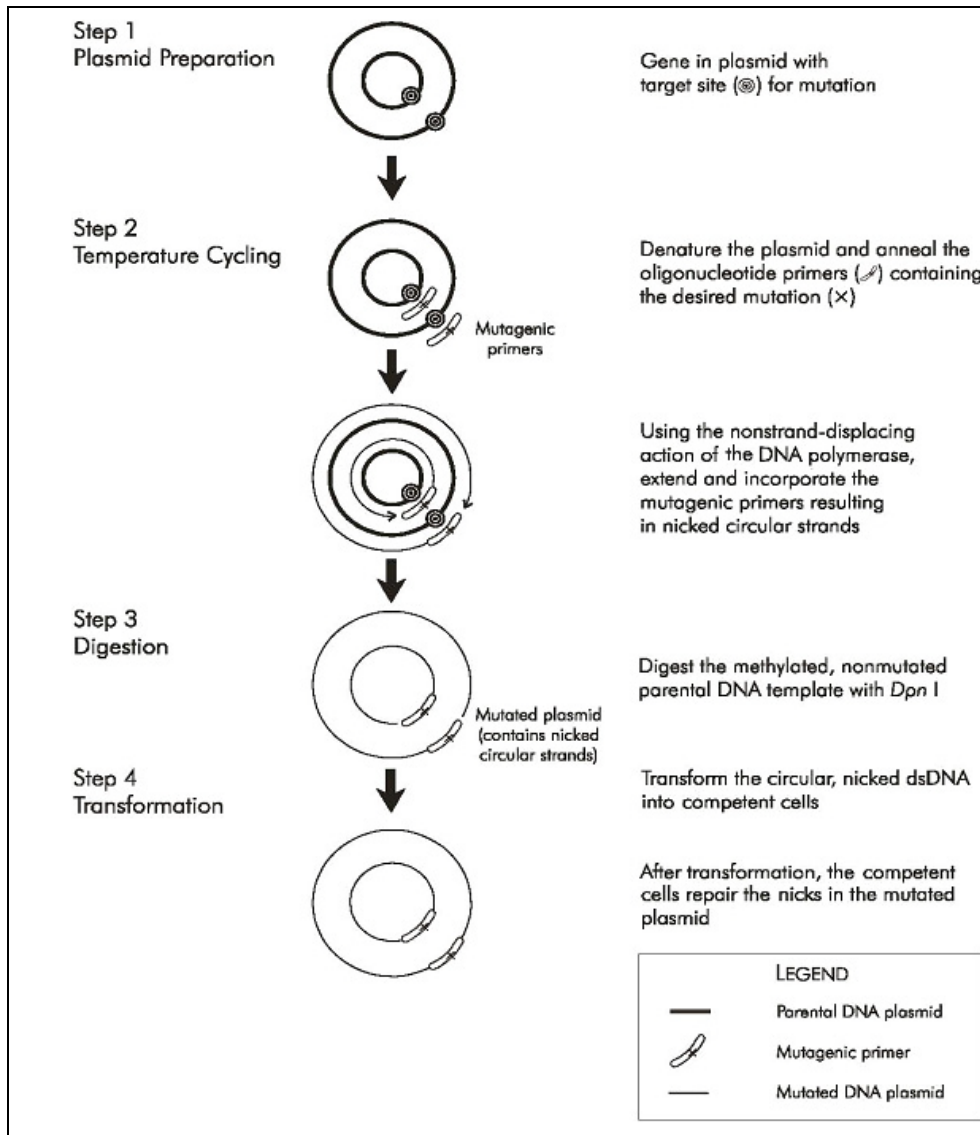 Step 1
Plasmid Preparation
Gene in plasmid with
target site (◎) for mutation
Step 2
Temperature Cycling
Denature the plasmid and anneal the
oligonucleotide primers ( ) containing
the desired mutation (×)
Mutagenic
primers
Using the nonstrand-displacing
action of the DNA polymerase,
extend and incorporate the
mutagenic primers resulting
in nicked circular strands
Step 3
Digestion
Digest the methylated, nonmutated
parental DNA template with Dpn I
Mutated plasmid
(contains nicked
circular strands)
Step 4
Transformation
Transform the circular, nicked dsDNA
into competent cells
After transformation, the competent
cells repair the nicks in the mutated
plasmid
LEGEND
Parental DNA plasmid
Mutagenic primer
Mutated DNA plasmid